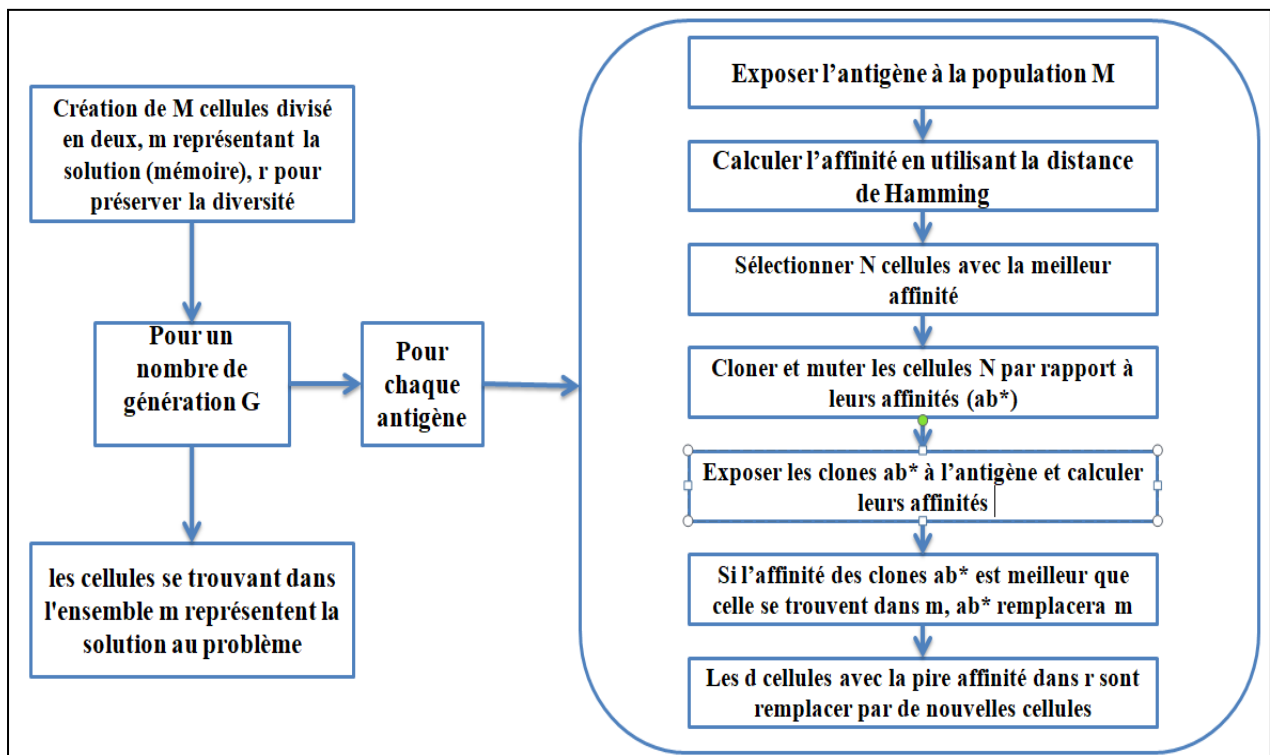 Création de M cellules divisé
en deux, m représentant la
solution (mémoire), r pour
préserver la diversité
Pour un
nombre de
génération G
Pour
chaque
antigène
les cellules se trouvant dans
l'ensemble m représentent la
solution au problème
Exposer l’antigène à la population M
Calculer l’affinité en utilisant la distance
de Hamming
Sélectionner N cellules avec la meilleur
affinité
Cloner et muter les cellules N par rapport à
leurs affinités (ab*)
Exposer les clones ab* à l’antigène et calculer
leurs affinités
Si l’affinité des clones ab* est meilleur que
celle se trouvent dans m, ab* remplacera m
Les d cellules avec la pire affinité dans r sont
remplacer par de nouvelles cellules